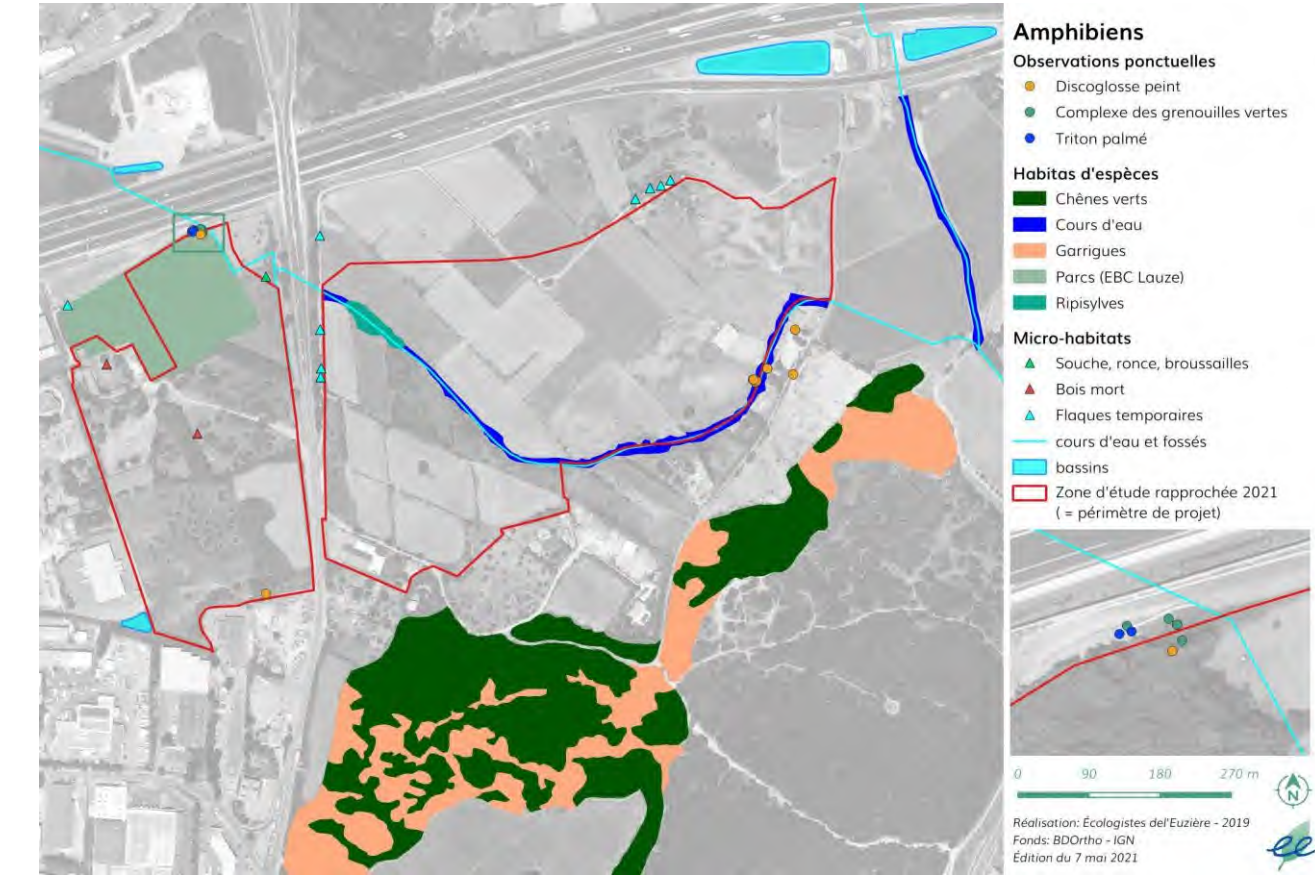 Amphibiens
Observations ponctuelles
Discoglosse peint
Complexe des grenouilles vertes
Triton palmé
Habitas d'espèces
Chênes verts
Cours d'eau
Garrigues
Parcs (EBC Lauze)
Ripisylves
Micro-habitats
Souche, ronce, broussailles
Bois mort
Flaques temporaires
cours d'eau et fossés
bassins
Zone d'étude rapprochée 2021
( = périmètre de projet)
0 90 180 270 m
N
Réalisation: Écologistes del'Euzière - 2019
Fonds: BDOrtho - IGN
Édition du 7 mai 2021
ee